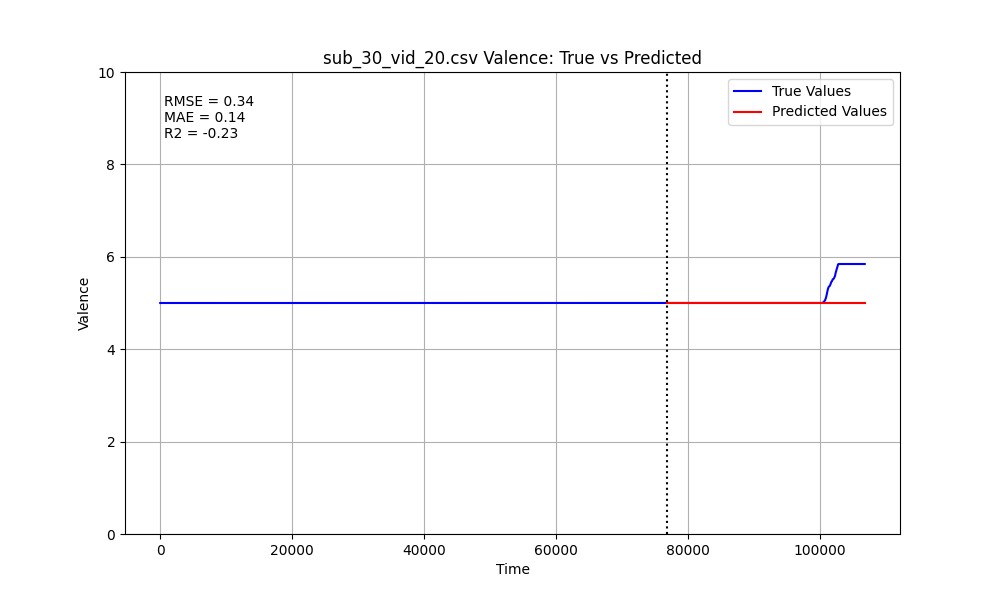 sub_30_vid_20.csv Valence: True vs Predicted
10
8
6
4
2
0
Valence
RMSE = 0.34
MAE = 0.14
R2 = -0.23
True Values
Predicted Values
0 20000 40000 60000 80000 100000
Time